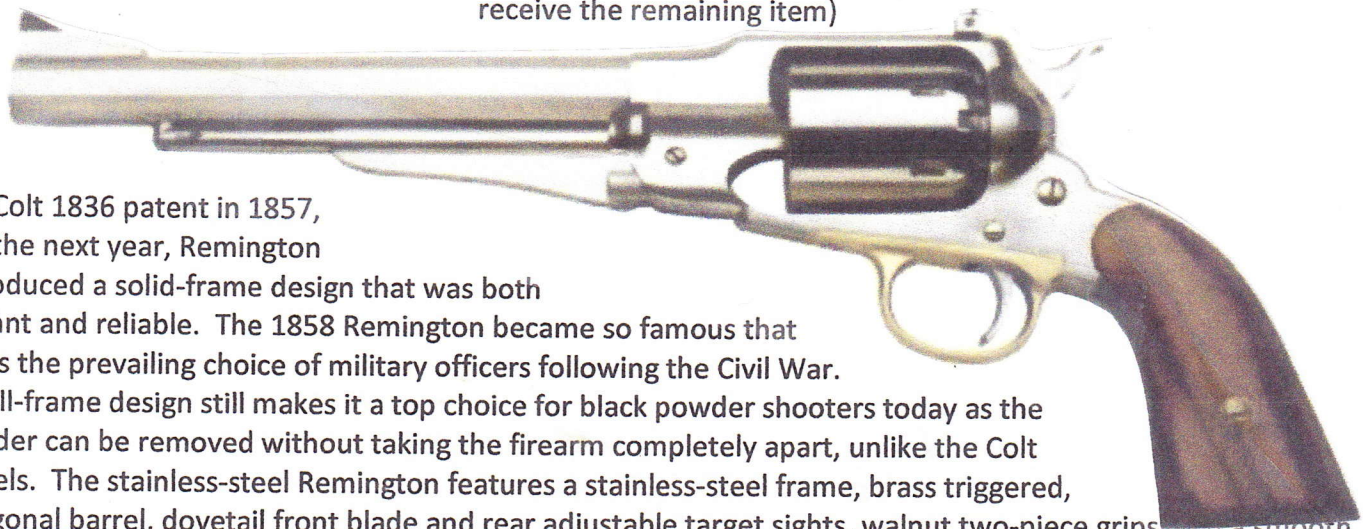 receive the remaining item)
Colt 1836 patent in 1857,
the next year, Remington
oduced a solid-frame design that was both
ant and reliable.  The 1858 Remington became so famous that
s the prevailing choice of military officers following the Civil War.
ll-frame design still makes it a top choice for black powder shooters today as the
der can be removed without taking the firearm completely apart, unlike the Colt
els.  The stainless-steel Remington features a stainless-steel frame, brass triggered,
gonal barrel, dovetail front blade and rear adjustable target sights, walnut two-piece grips